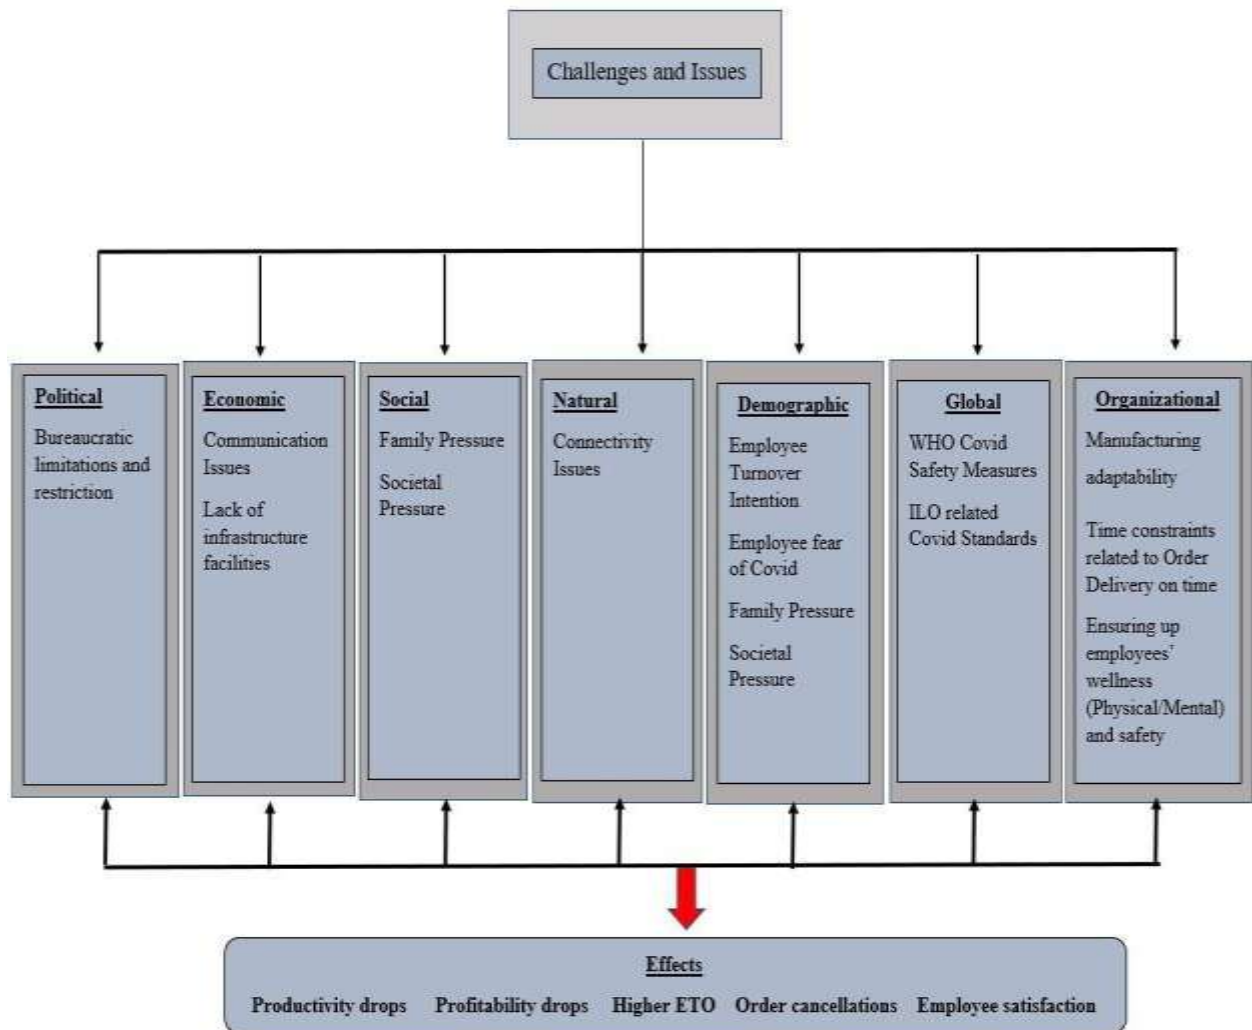 Challenges and Issues
Political
Bureaucratic
limitations and
restriction
Economic
Communication
Issues
Lack of
infrastructure
facilities
Social
Family Pressure
Societal
Pressure
Natural
Connectivity
Issues
Demographic
Employee
Turnover
Intention
Employee fear
of Covid
Family Pressure
Societal
Pressure
Global
WHO Covid
Safety Measures
ILO related
Covid Standards
Organizational
Manufacturing
adaptability
Time constraints
related to Order
Delivery on time
Ensuring up
employees’
wellness
(Physical/Mental)
and safety
Effects
Productivity drops Profitability drops Higher ETO Order cancellations Employee satisfaction